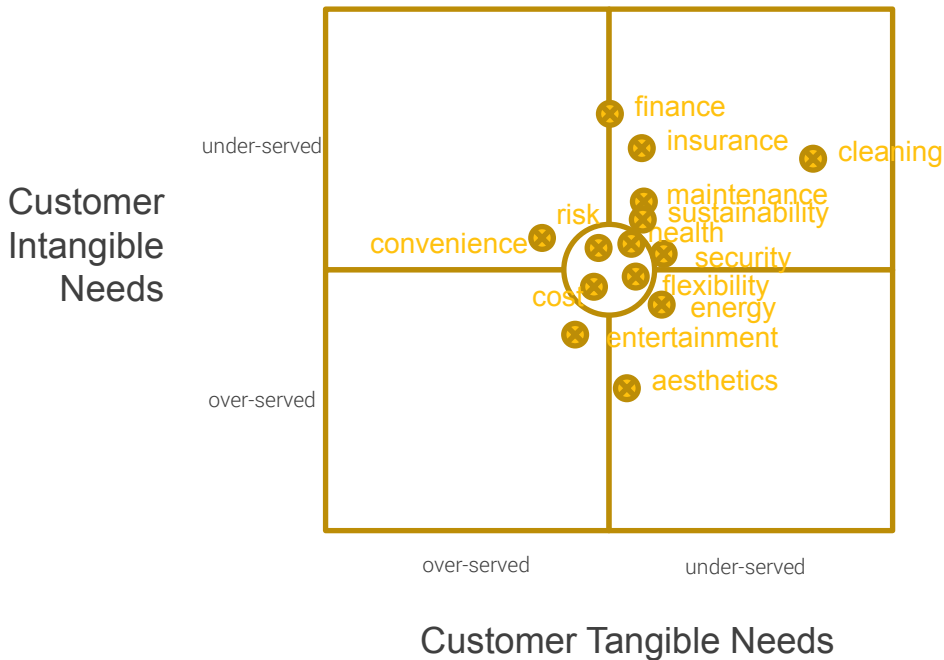 finance
insurance
under-served
cleaning
Customer
Intangible
Needs
maintenance
risk
sustainability
convenience
health
security
cost
flexibility
energy
entertainment
aesthetics
over-served
over-served
under-served
Customer Tangible Needs